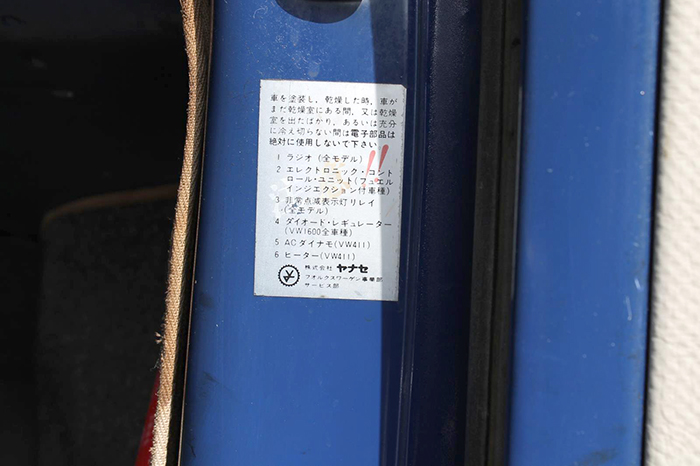 車を塗装し，乾燥した時，車が
まだ乾燥室にある間，又は乾燥
室を出たばかり，あるいは充分
に冷え切らない間は電子部品は
絶対に使用しないで下さい!!
1 ラジオ (全モデル)
2 エレクトロニック・コント
ロール・ユニット(フュエル
インジェクション付車種)
3 非常点滅表示灯リレイ
(全モデル)
4 ダイオード・レギュレーター
(VW1600全車種)
5 ACダイナモ(VW411)
6 ヒーター(VW411)
株式会社 ヤナセ
フオルクスワーゲン事業部
サービス部